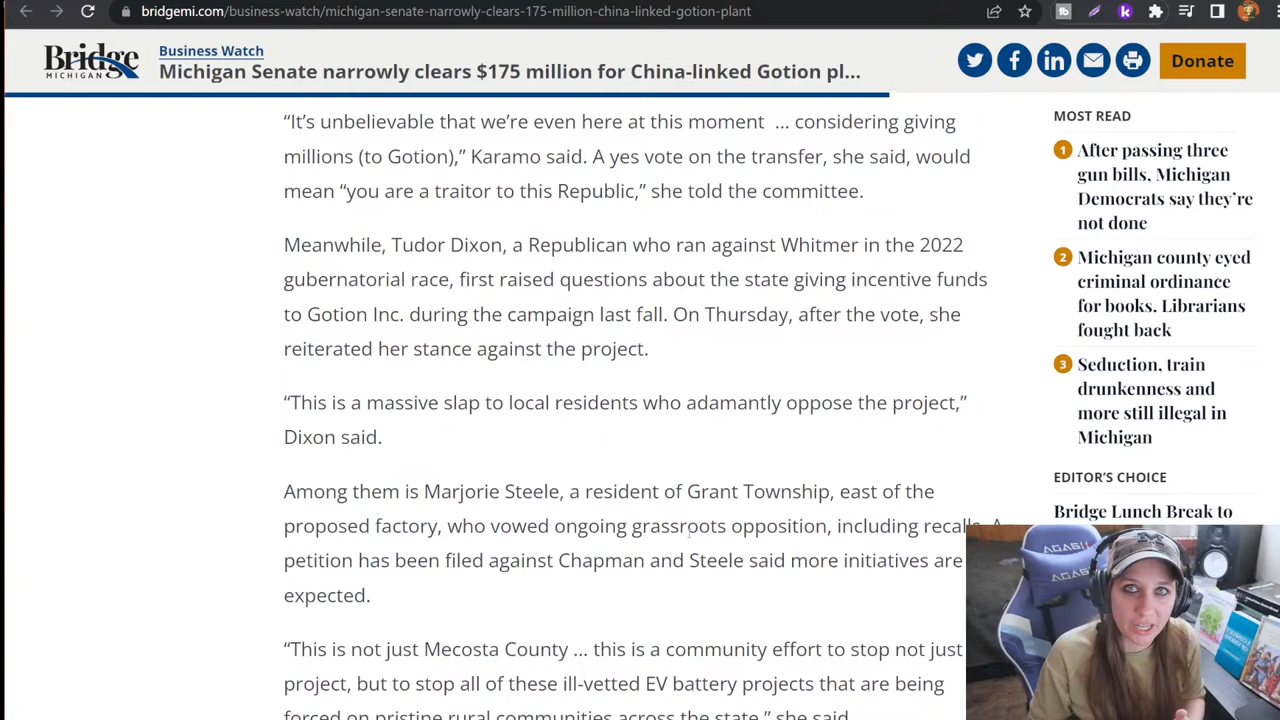 bridgemi.com/business-watch/michigan-senate-narrowly-clears-175-million-china-linked-gotion-plant
Bridge
MICHIGAN
Business Watch
Michigan Senate narrowly clears $175 million for China-linked Gotion pl...
Donate
“It’s unbelievable that we’re even here at this moment … considering giving
millions (to Gotion),” Karamo said. A yes vote on the transfer, she said, would
mean “you are a traitor to this Republic,” she told the committee.
Meanwhile, Tudor Dixon, a Republican who ran against Whitmer in the 2022
gubernatorial race, first raised questions about the state giving incentive funds
to Gotion Inc. during the campaign last fall. On Thursday, after the vote, she
reiterated her stance against the project.
“This is a massive slap to local residents who adamantly oppose the project,”
Dixon said.
Among them is Marjorie Steele, a resident of Grant Township, east of the
proposed factory, who vowed ongoing grassroots opposition, including recalls. A
petition has been filed against Chapman and Steele said more initiatives are
expected.
“This is not just Mecosta County … this is a community effort to stop not just
project, but to stop all of these ill-vetted EV battery projects that are being
forced on pristine rural communities across the state,” she said.
MOST READ
1 After passing three
gun bills, Michigan
Democrats say they’re
not done
2 Michigan county eyed
criminal ordinance
for books. Librarians
fought back
3 Seduction, train
drunkenness and
more still illegal in
Michigan
EDITOR’S CHOICE
Bridge Lunch Break to
M